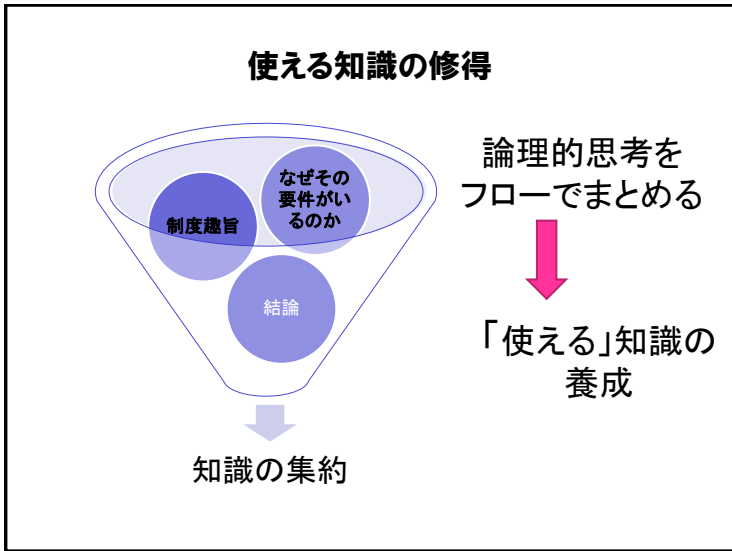 使える知識の修得
制度趣旨
なぜその
要件がい
るのか
結論
知識の集約
論理的思考を
フローでまとめる
「使える」知識の
養成